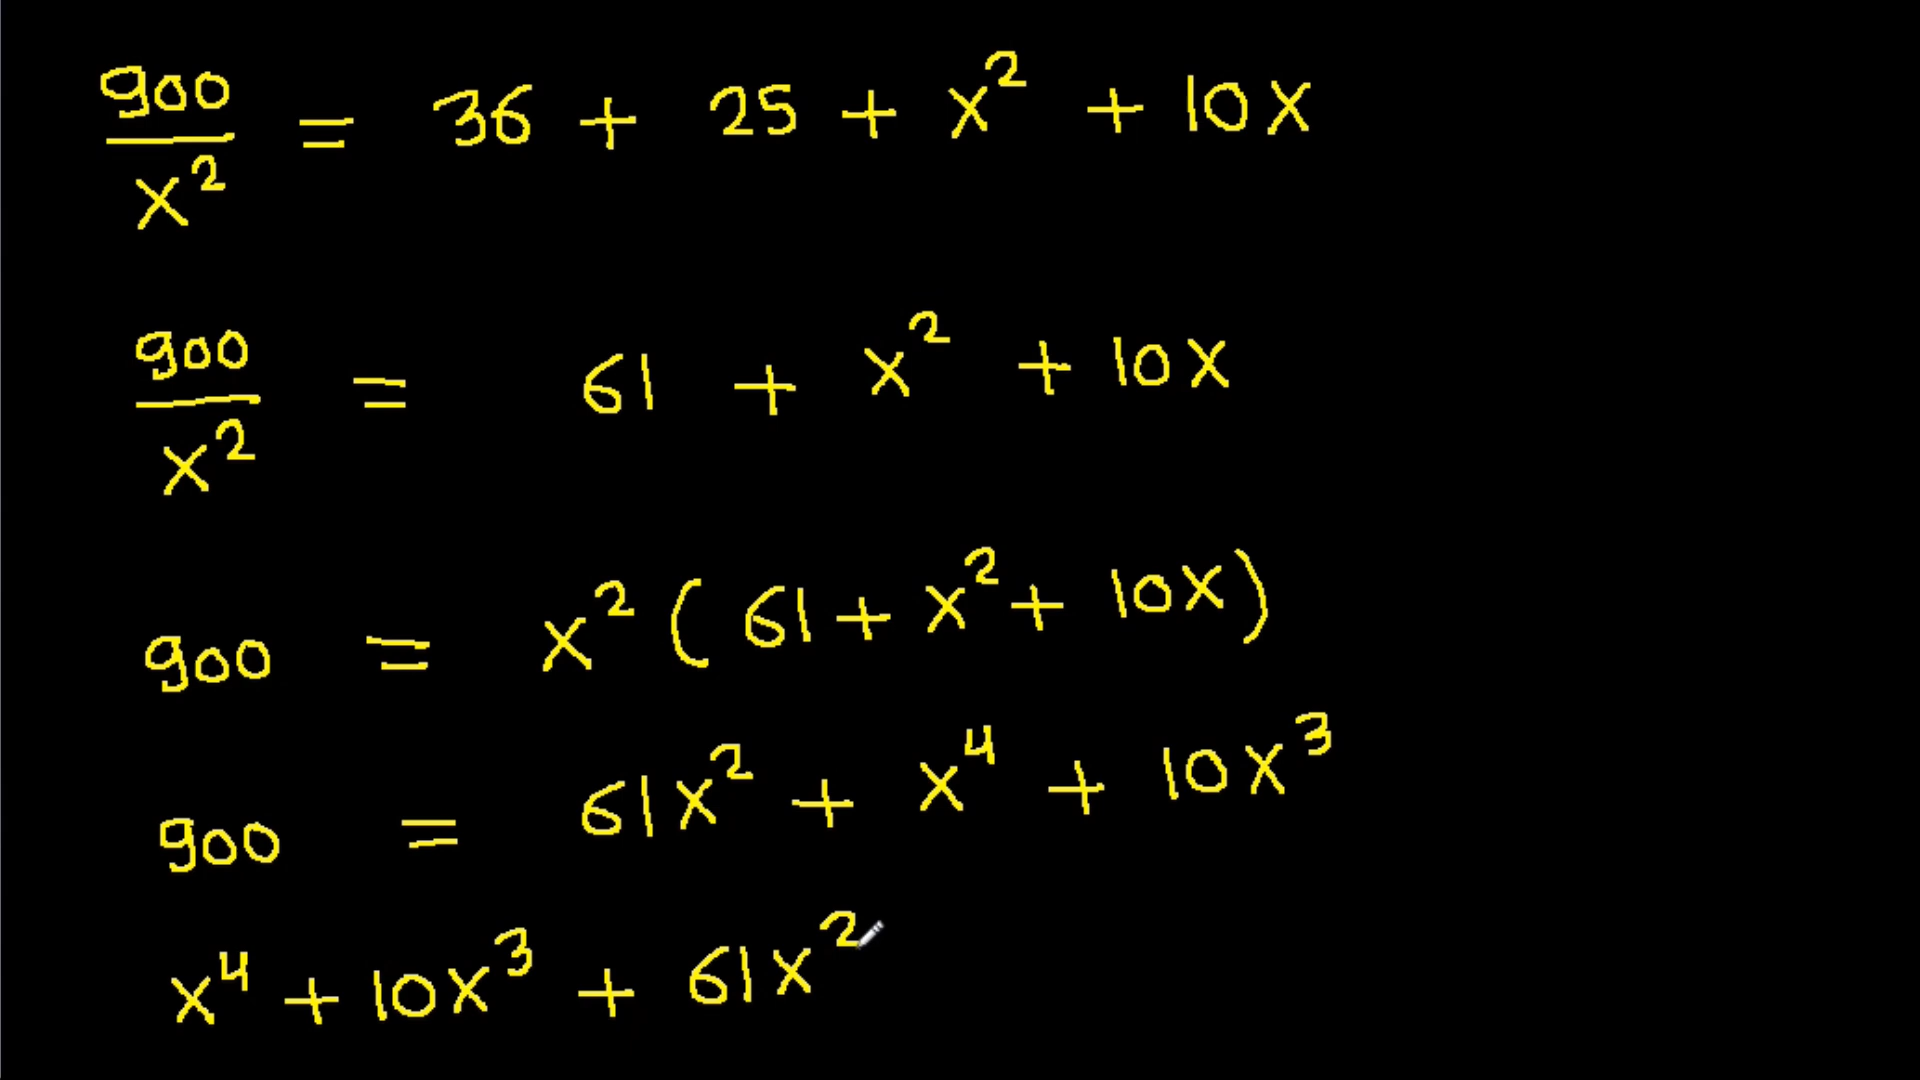 900/x² = 36 + 25 + x² + 10x
900/x² = 61 + x² + 10x
900 = x² ( 61 + x² + 10x )
900 = 61x² + x⁴ + 10x³
x⁴ + 10x³ + 61x²